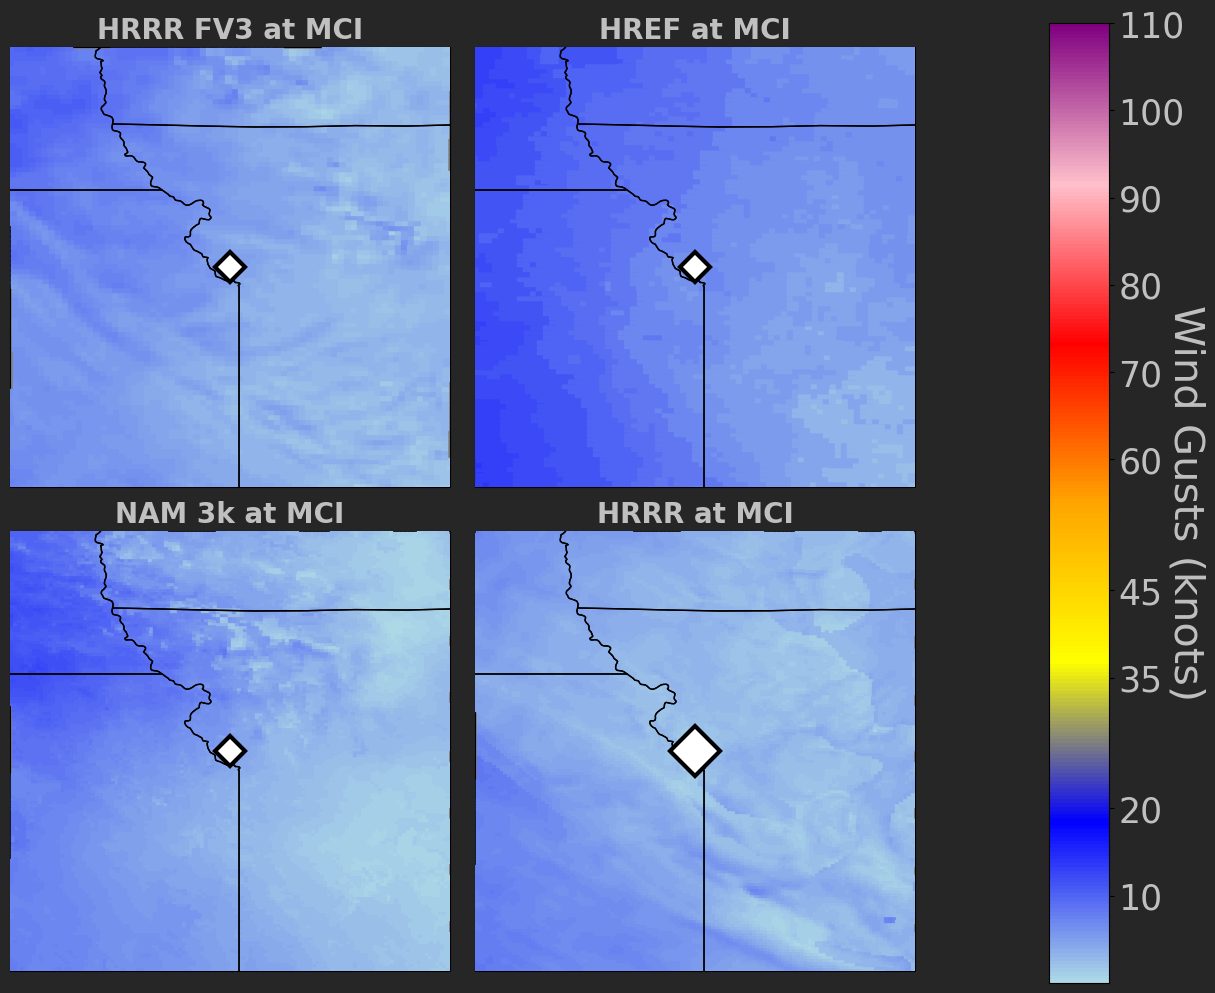 HRRR FV3 at MCI
HREF at MCI
NAM 3k at MCI
HRRR at MCI
110
100
90
80
70
60
45
35
20
10
Wind Gusts (knots)